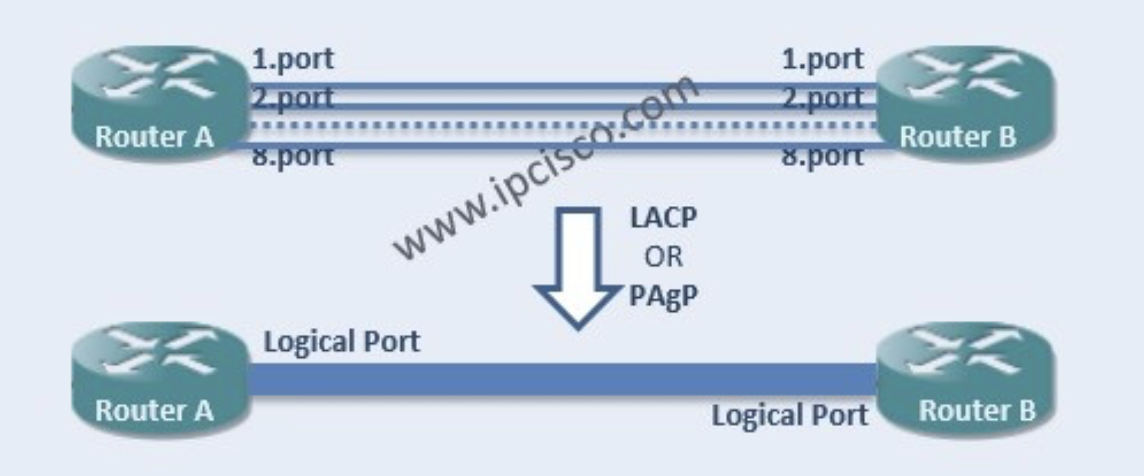 1.port
1.port
2.port
2.port
Router A
Router B
8.port
8.port
www.ipcisco.com
LACP
OR
PAgP
Logical Port
Router A
Logical Port
Router B